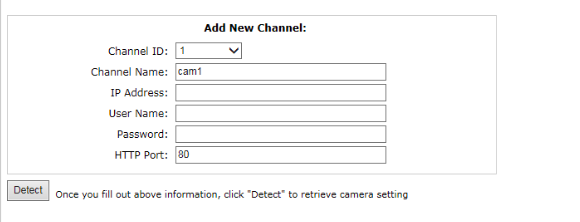 Add New Channel:
Channel ID: 1
Channel Name: cam1
IP Address:
User Name:
Password:
HTTP Port: 80
Detect Once you fill out above information, click "Detect" to retrieve camera setting